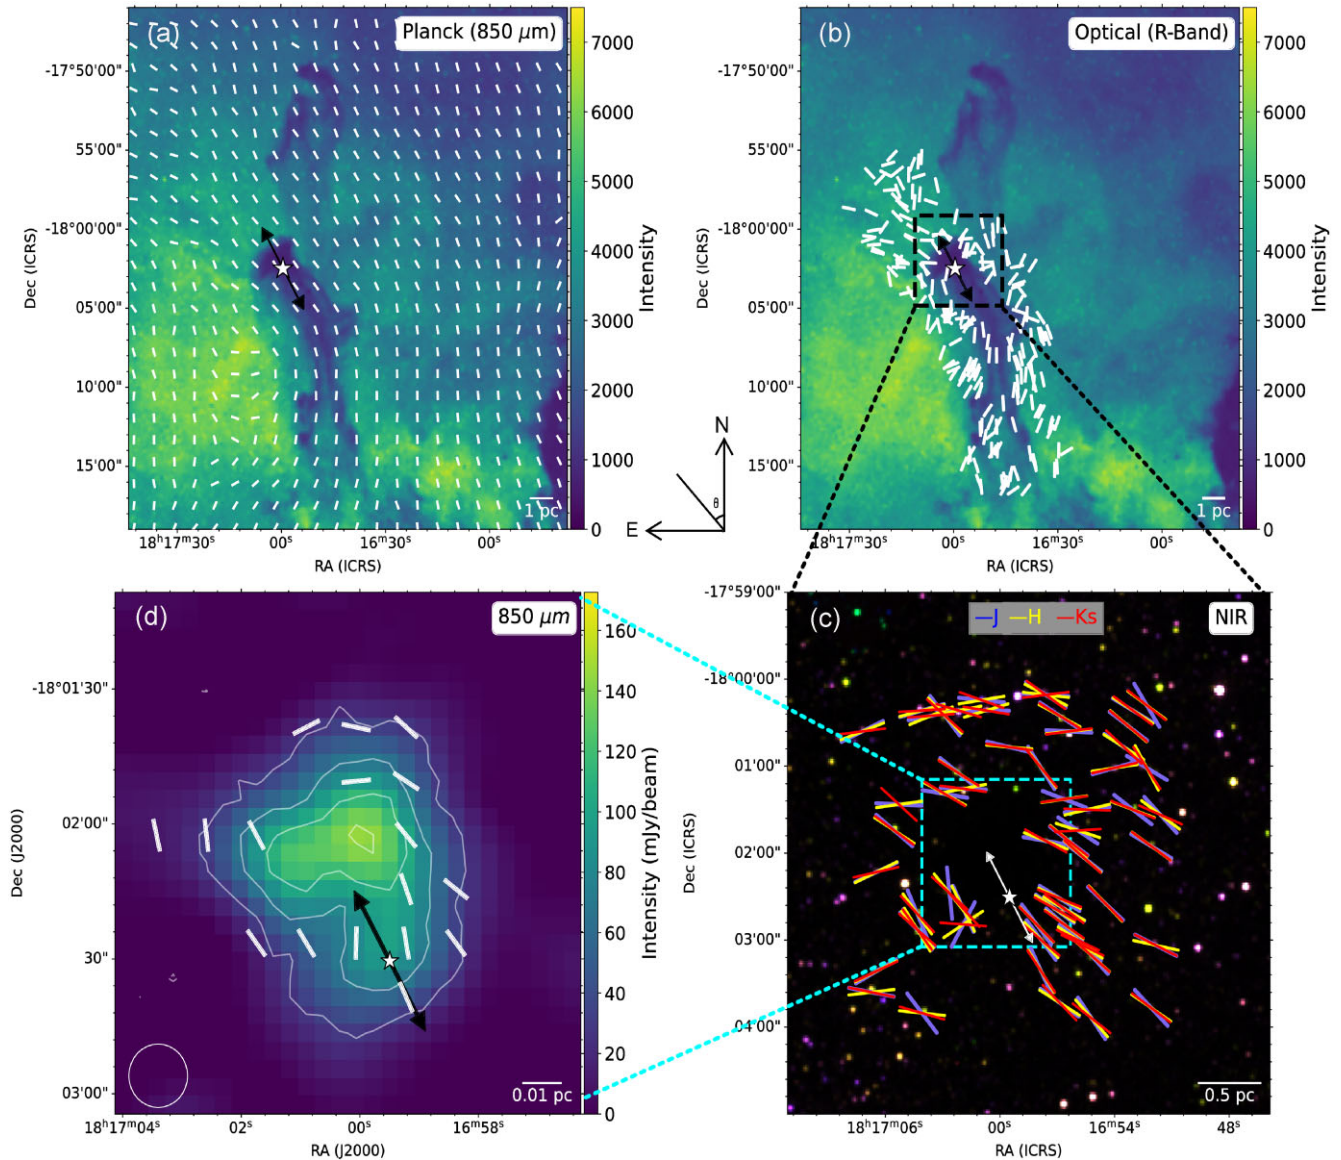 (a)
Planck (850 μm)
-17°50'00"
55'00"
-18°00'00"
05'00"
10'00"
15'00"
Dec (ICRS)
18ʰ17ᵐ30ˢ 00ˢ 16ᵐ30ˢ 00ˢ
RA (ICRS)
1 pc
7000
6000
5000
4000
3000
2000
1000
0
Intensity
N
E
θ
(b)
Optical (R-Band)
-17°50'00"
55'00"
-18°00'00"
05'00"
10'00"
15'00"
Dec (ICRS)
18ʰ17ᵐ30ˢ 00ˢ 16ᵐ30ˢ 00ˢ
RA (ICRS)
1 pc
7000
6000
5000
4000
3000
2000
1000
0
Intensity
(d)
850 μm
-18°01'30"
02'00"
30"
03'00"
Dec (J2000)
18ʰ17ᵐ04ˢ 02ˢ 00ˢ 16ᵐ58ˢ
RA (J2000)
0.01 pc
160
140
120
100
80
60
40
20
0
Intensity (mJy/beam)
(c)
J H Ks
NIR
-17°59'00"
-18°00'00"
01'00"
02'00"
03'00"
04'00"
Dec (ICRS)
18ʰ17ᵐ06ˢ 00ˢ 16ᵐ54ˢ 48ˢ
RA (ICRS)
0.5 pc